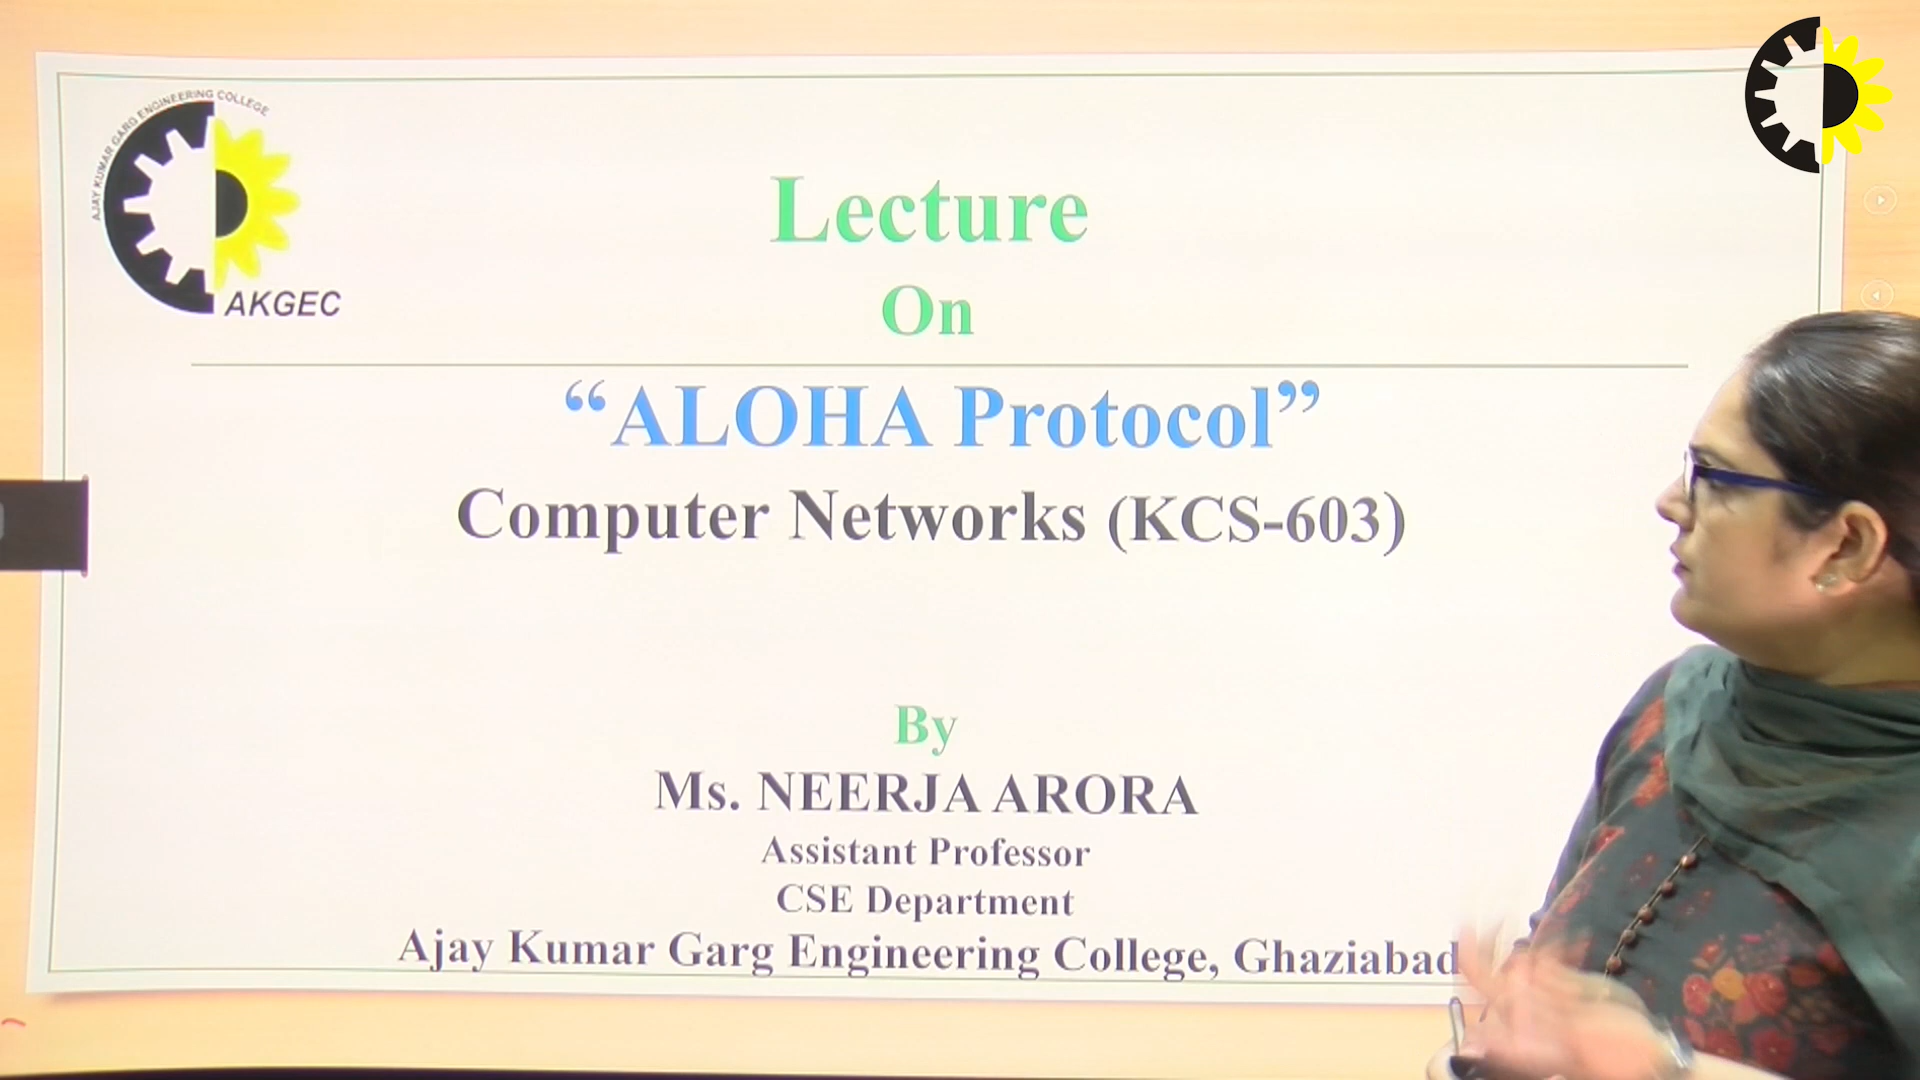 AJAY KUMAR GARG ENGINEERING COLLEGE
AKGEC
Lecture
On
“ALOHA Protocol”
Computer Networks (KCS-603)
By
Ms. NEERJA ARORA
Assistant Professor
CSE Department
Ajay Kumar Garg Engineering College, Ghaziabad